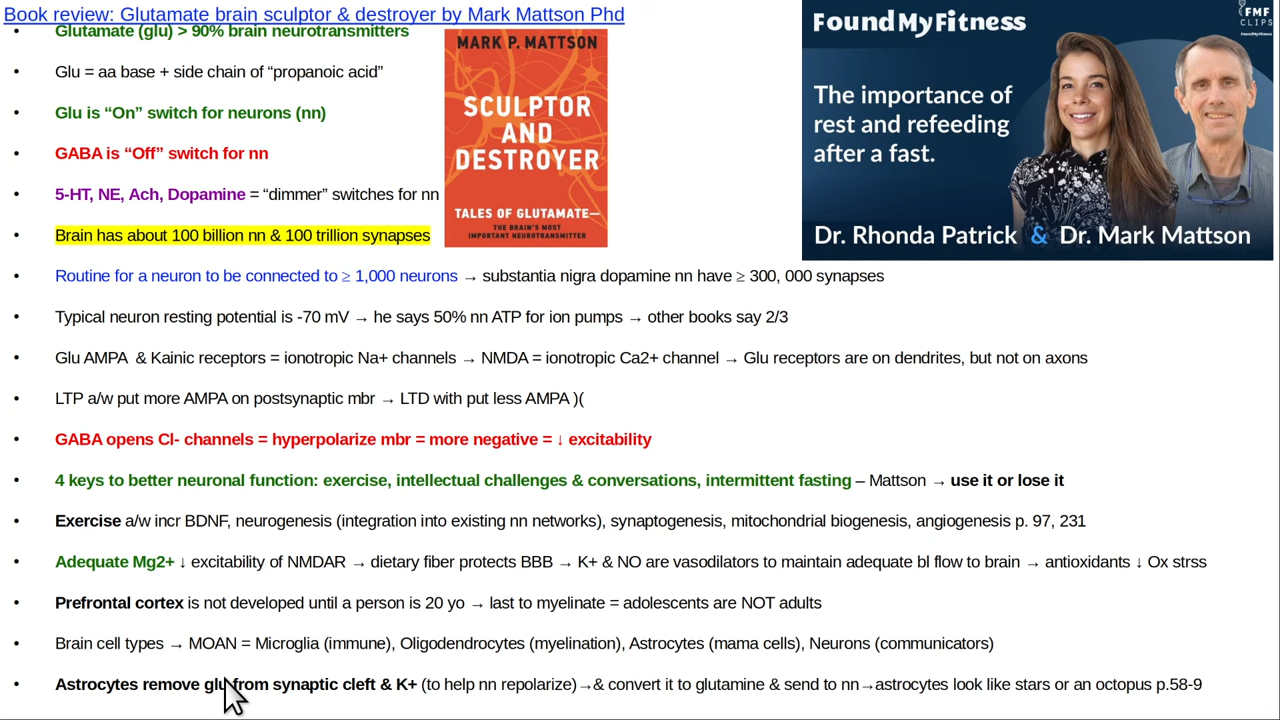 Book review: Glutamate brain sculptor & destroyer by Mark Mattson Phd
• Glutamate (glu) > 90% brain neurotransmitters
• Glu = aa base + side chain of “propanoic acid”
• Glu is “On” switch for neurons (nn)
• GABA is “Off” switch for nn
• 5-HT, NE, Ach, Dopamine = “dimmer” switches for nn
• Brain has about 100 billion nn & 100 trillion synapses
MARK P. MATTSON
SCULPTOR
AND
DESTROYER
TALES OF GLUTAMATE—
THE BRAIN'S MOST
IMPORTANT NEUROTRANSMITTER
FoundMyFitness
FMF
CLIPS
FoundMyFitness
The importance of
rest and refeeding
after a fast.
Dr. Rhonda Patrick & Dr. Mark Mattson
• Routine for a neuron to be connected to ≥ 1,000 neurons → substantia nigra dopamine nn have ≥ 300, 000 synapses
• Typical neuron resting potential is -70 mV → he says 50% nn ATP for ion pumps → other books say 2/3
• Glu AMPA & Kainic receptors = ionotropic Na+ channels → NMDA = ionotropic Ca2+ channel → Glu receptors are on dendrites, but not on axons
• LTP a/w put more AMPA on postsynaptic mbr → LTD with put less AMPA )(
• GABA opens Cl- channels = hyperpolarize mbr = more negative = ↓ excitability
• 4 keys to better neuronal function: exercise, intellectual challenges & conversations, intermittent fasting – Mattson → use it or lose it
• Exercise a/w incr BDNF, neurogenesis (integration into existing nn networks), synaptogenesis, mitochondrial biogenesis, angiogenesis p. 97, 231
• Adequate Mg2+ ↓ excitability of NMDAR → dietary fiber protects BBB → K+ & NO are vasodilators to maintain adequate bl flow to brain → antioxidants ↓ Ox strss
• Prefrontal cortex is not developed until a person is 20 yo → last to myelinate = adolescents are NOT adults
• Brain cell types → MOAN = Microglia (immune), Oligodendrocytes (myelination), Astrocytes (mama cells), Neurons (communicators)
• Astrocytes remove glu from synaptic cleft & K+ (to help nn repolarize)→& convert it to glutamine & send to nn→astrocytes look like stars or an octopus p.58-9